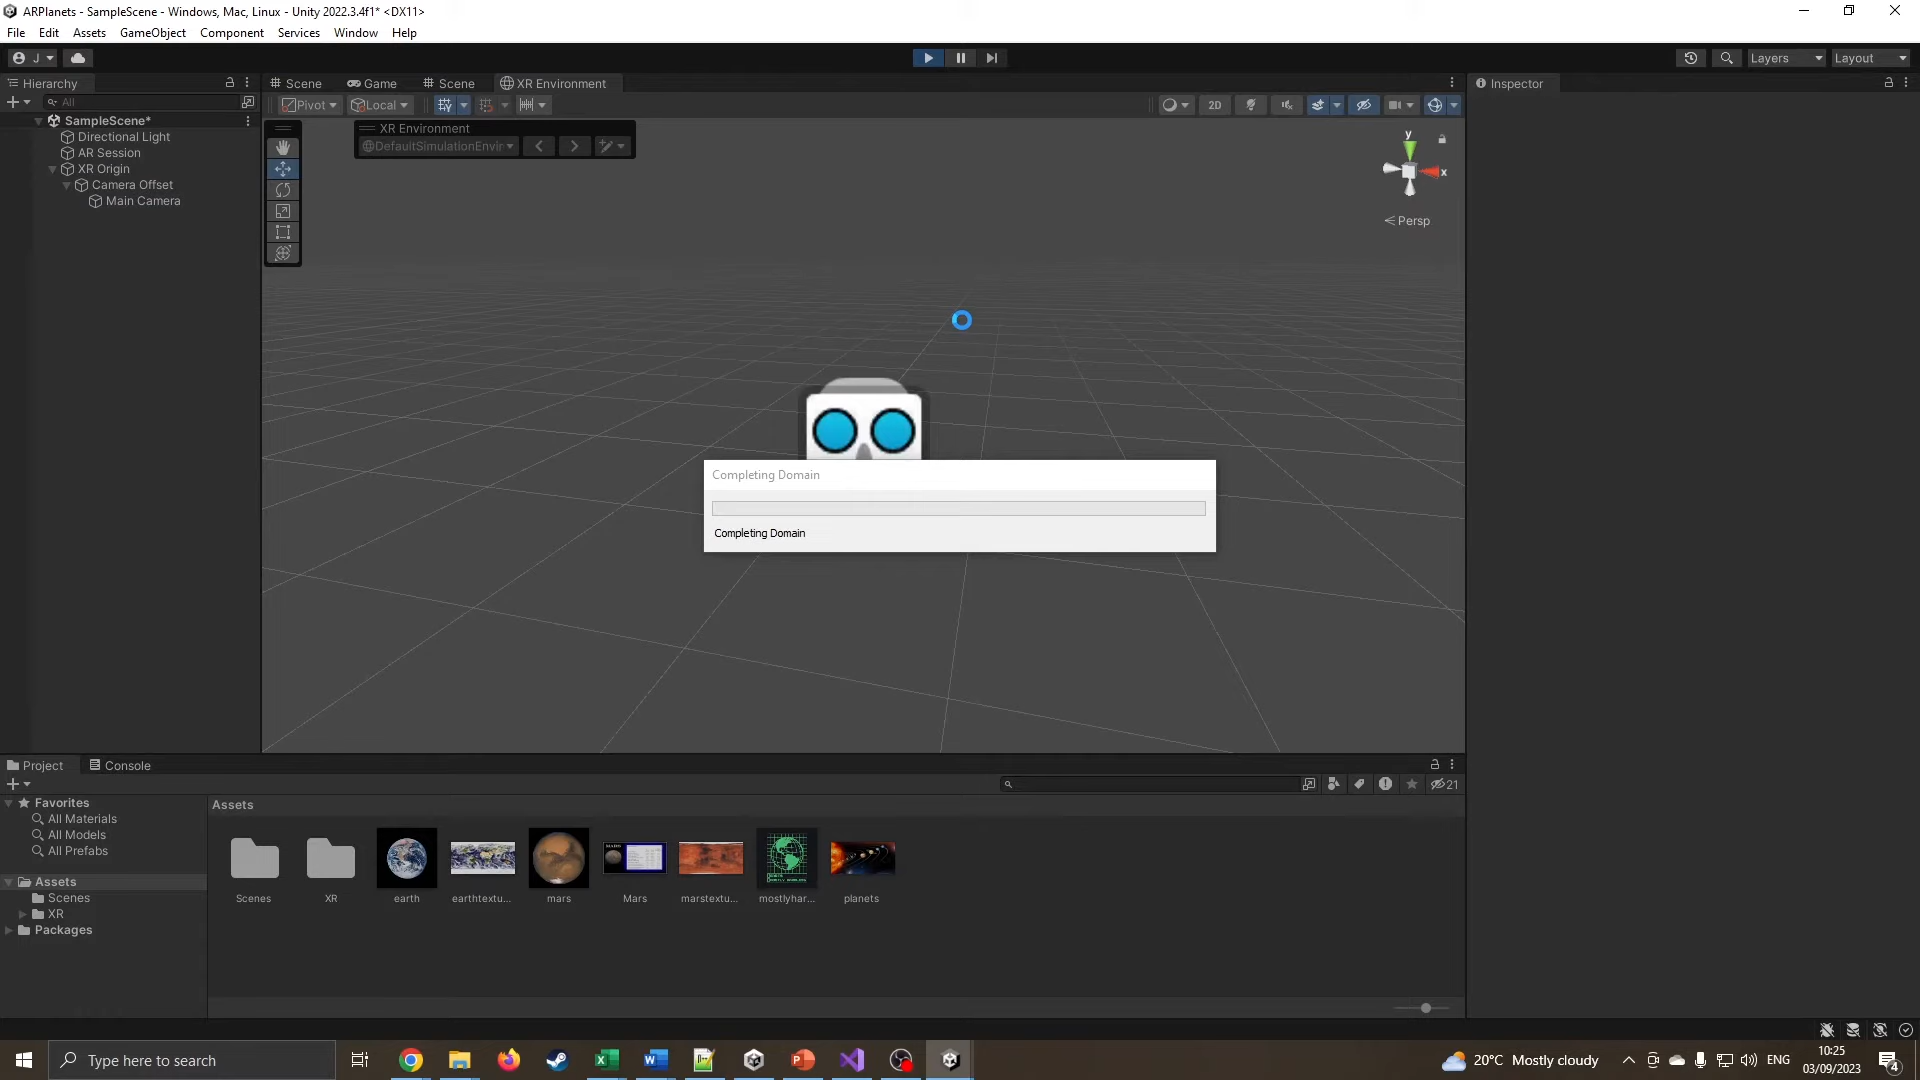 ARPlanets - SampleScene - Windows, Mac, Linux - Unity 2022.3.4f1* <DX11>
File Edit Assets GameObject Component Services Window Help
J
Layers
Layout
Hierarchy
Scene
Game
Scene
XR Environment
Inspector
All
Pivot
Local
2D
SampleScene*
Directional Light
AR Session
XR Origin
Camera Offset
Main Camera
XR Environment
DefaultSimulationEnvir
y
x
Persp
Completing Domain
Completing Domain
Project
Console
21
Favorites
All Materials
All Models
All Prefabs
Assets
Scenes
XR
Packages
Assets
Scenes
XR
earth
earthtextu...
mars
Mars
marstextu...
mostlyhar...
planets
Type here to search
20°C Mostly cloudy
ENG
10:25
03/09/2023
4